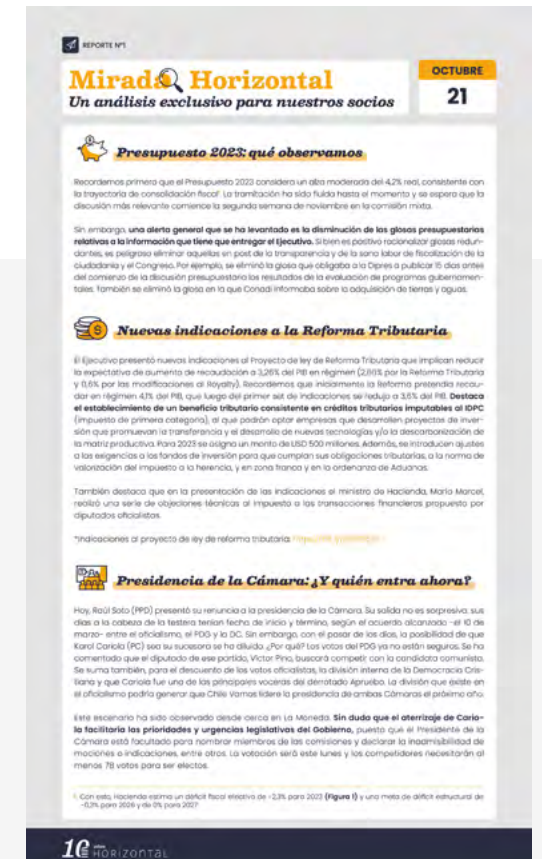 REPORTE Nº1
Mirada Horizontal
Un análisis exclusivo para nuestros socios
OCTUBRE
21
Presupuesto 2023: qué observamos
Recordemos primero que el Presupuesto 2023 considera un alza moderada del 4,2% real, consistente con
la trayectoria de consolidación fiscal¹. La tramitación ha sido fluida hasta el momento y se espera que la
discusión más relevante comience la segunda semana de noviembre en la comisión mixta.
Sin embargo, una alerta general que se ha levantado es la disminución de las glosas presupuestarias
relativas a la información que tiene que entregar el Ejecutivo. Si bien es positivo racionalizar glosas redun-
dantes, es peligroso eliminar aquellas en post de la transparencia y de la sana labor de fiscalización de la
ciudadanía y el Congreso. Por ejemplo, se eliminó la glosa que obligaba a la Dipres a publicar 15 días antes
del comienzo de la discusión presupuestaria los resultados de la evaluación de programas gubernamen-
tales. También se eliminó la glosa en la que Conadi informaba sobre la adquisición de tierras y aguas.
Nuevas indicaciones a la Reforma Tributaria
El Ejecutivo presentó nuevas indicaciones al Proyecto de ley de Reforma Tributaria que implican reducir
la expectativa de aumento de recaudación a 3,26% del PIB en régimen (2,66% por la Reforma Tributaria
y 0,6% por las modificaciones al Royalty). Recordemos que inicialmente la Reforma pretendía recau-
dar en régimen 4,1% del PIB, que luego del primer set de indicaciones se redujo a 3,6% del PIB. Destaca
el establecimiento de un beneficio tributario consistente en créditos tributarios imputables al IDPC
(impuesto de primera categoría), al que podrán optar empresas que desarrollen proyectos de inver-
sión que promuevan la transferencia y el desarrollo de nuevas tecnologías y/o la descarbonización de
la matriz productiva. Para 2023 se asigna un monto de USD 500 millones. Además, se introducen ajustes
a las exigencias a los fondos de inversión para que cumplan sus obligaciones tributarias, a la norma de
valorización del impuesto a la herencia, y en zona franca y en la ordenanza de Aduanas.
También destaca que en la presentación de las indicaciones el ministro de Hacienda, Mario Marcel,
realizó una serie de objeciones técnicas al impuesto a las transacciones financieras propuesto por
diputados oficialistas.
*Indicaciones al proyecto de ley de reforma tributaria:
Presidencia de la Cámara: ¿Y quién entra ahora?
Hoy, Raúl Soto (PPD) presentó su renuncia a la presidencia de la Cámara. Su salida no es sorpresiva: sus
días a la cabeza de la testera tenían fecha de inicio y término, según el acuerdo alcanzado -el 10 de
marzo- entre el oficialismo, el PDG y la DC. Sin embargo, con el pasar de los días, la posibilidad de que
Karol Cariola (PC) sea su sucesora se ha diluido. ¿Por qué? Los votos del PDG ya no están seguros. Se ha
comentado que el diputado de ese partido, Víctor Pino, buscará competir con la candidata comunista.
Se suma también, para el descuento de los votos oficialistas, la división interna de la Democracia Cris-
tiana y que Cariola fue una de las principales voceras del derrotado Apruebo. La división que existe en
el oficialismo podría generar que Chile Vamos lidere la presidencia de ambas Cámaras el próximo año.
Este escenario ha sido observado desde cerca en La Moneda. Sin duda que el aterrizaje de Cario-
la facilitaría las prioridades y urgencias legislativas del Gobierno, puesto que el Presidente de la
Cámara está facultado para nombrar miembros de las comisiones y declarar la inadmisibilidad de
mociones o indicaciones, entre otros. La votación será este lunes y los competidores necesitarán al
menos 78 votos para ser electos.
¹ Con esto, Hacienda estima un déficit fiscal efectivo de -2,3% para 2023 (Figura 1) y una meta de déficit estructural de
-0,3% para 2026 y de 0% para 2027
10 años
HORIZONTAL